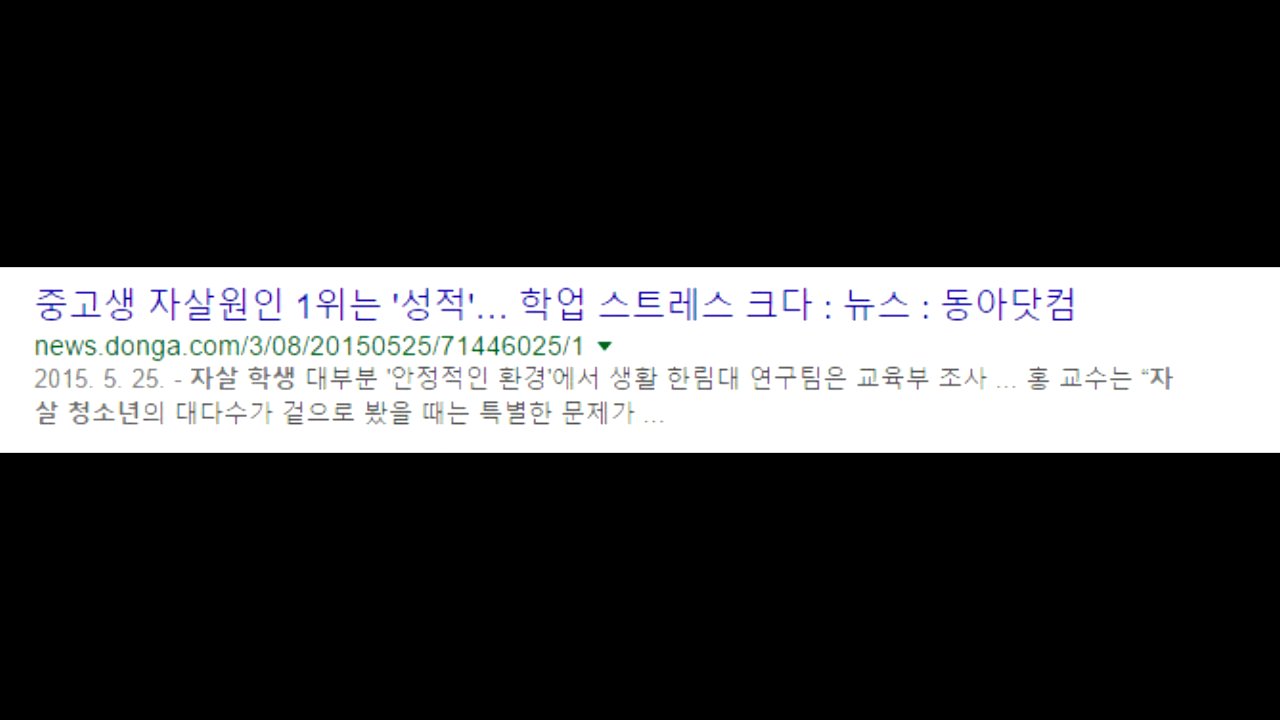 중고생 자살원인 1위는 '성적'... 학업 스트레스 크다 : 뉴스 : 동아닷컴
news.donga.com/3/08/20150525/71446025/1
2015. 5. 25. - 자살 학생 대부분 '안정적인 환경'에서 생활 한림대 연구팀은 교육부 조사 ... 홍 교수는 “자
살 청소년의 대다수가 겉으로 봤을 때는 특별한 문제가 ...